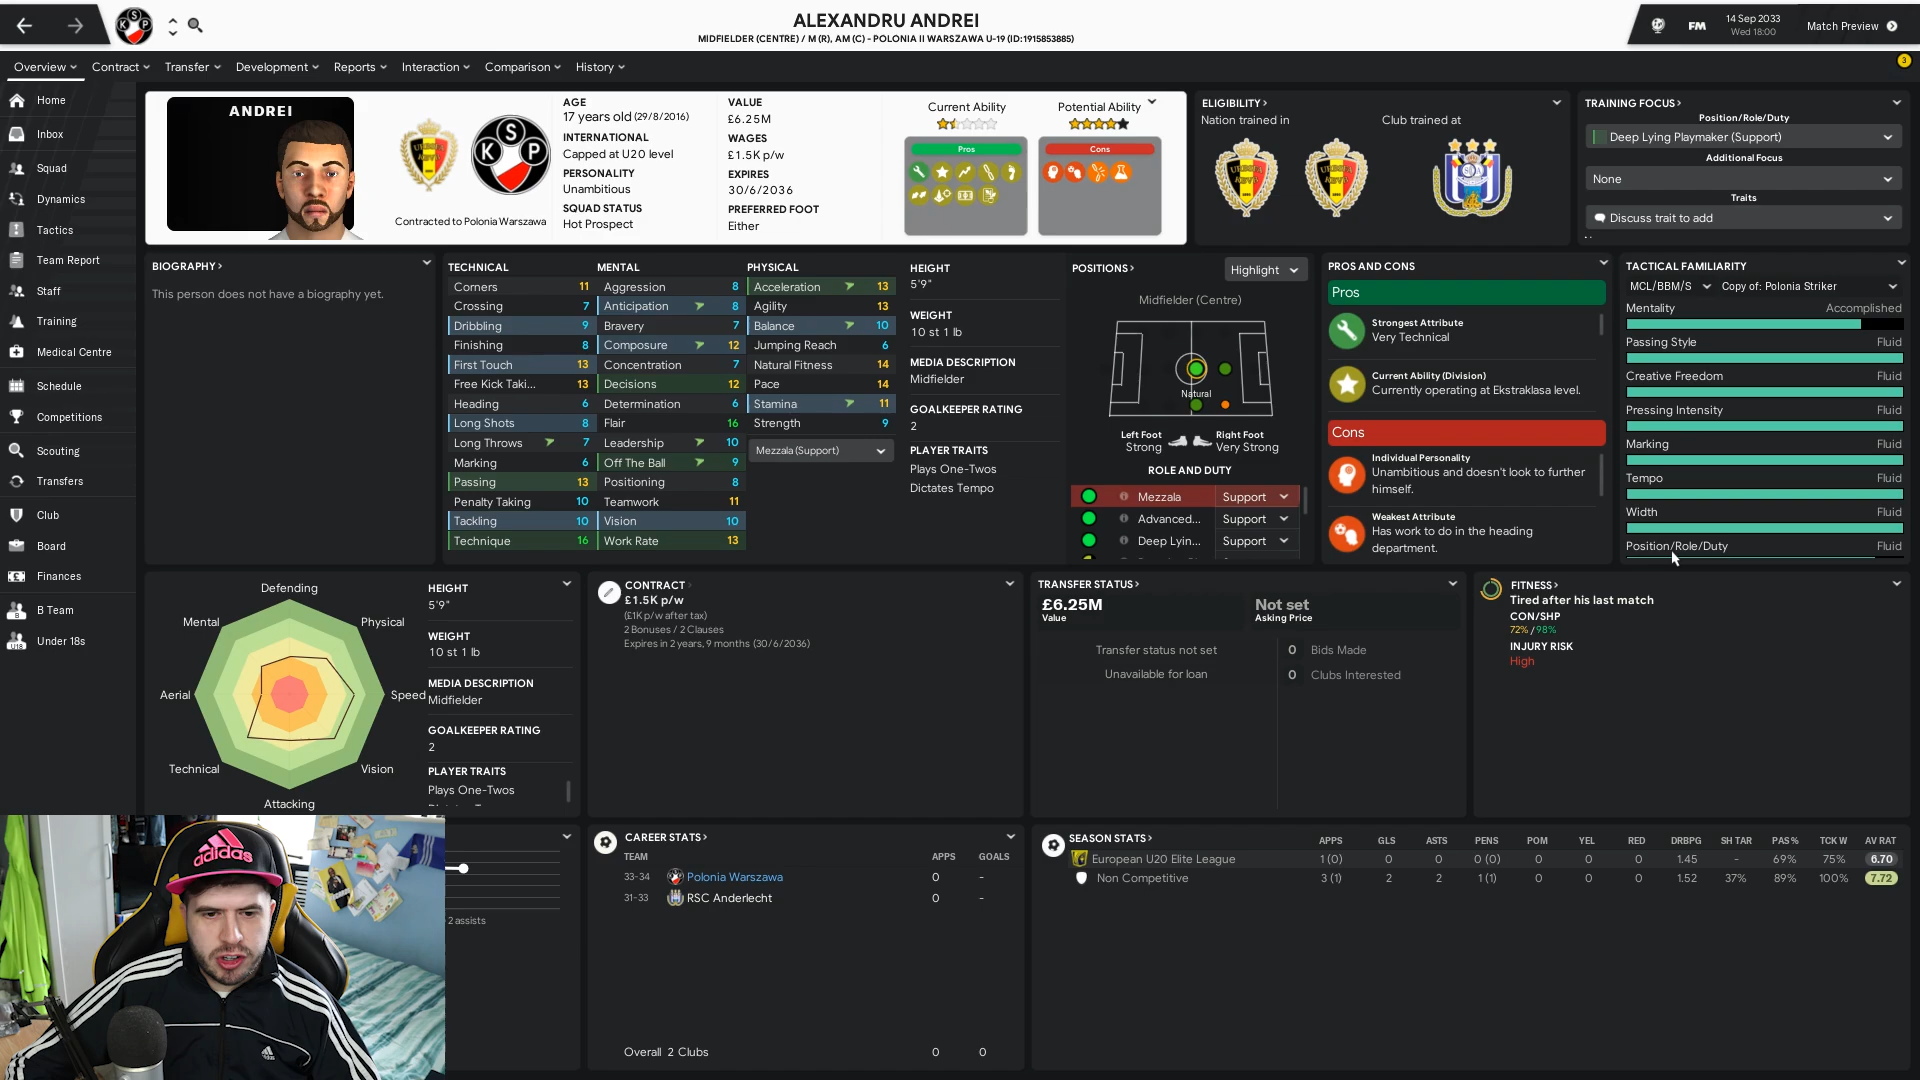 ALEXANDRU ANDREI
MIDFIELDER (CENTRE) / M (R), AM (C) - POLONIA II WARSZAWA U-19 (ID:1915853885)
KSP
FM
14 Sep 2033
Wed 18:00
Match Preview
Overview Contract Transfer Development Reports Interaction Comparison History
3
Home
Inbox
Squad
Dynamics
Tactics
Team Report
Staff
Training
Medical Centre
Schedule
Competitions
Scouting
Transfers
Club
Board
Finances
B Team
Under 18s
ANDREI
Contracted to Polonia Warszawa
AGE
17 years old (29/8/2016)
INTERNATIONAL
Capped at U20 level
PERSONALITY
Unambitious
SQUAD STATUS
Hot Prospect
VALUE
£6.25M
WAGES
£1.5K p/w
EXPIRES
30/6/2036
PREFERRED FOOT
Either
Current Ability
Pros
Potential Ability
Cons
ELIGIBILITY
Nation trained in
Club trained at
TRAINING FOCUS
Position/Role/Duty
Deep Lying Playmaker (Support)
Additional Focus
None
Traits
Discuss trait to add
BIOGRAPHY
This person does not have a biography yet.
TECHNICAL
Corners 11
Crossing 7
Dribbling 9
Finishing 8
First Touch 13
Free Kick Taki... 13
Heading 6
Long Shots 8
Long Throws 7
Marking 6
Passing 13
Penalty Taking 10
Tackling 10
Technique 16
MENTAL
Aggression 8
Anticipation 8
Bravery 7
Composure 12
Concentration 7
Decisions 12
Determination 6
Flair 16
Leadership 10
Off The Ball 9
Positioning 8
Teamwork 11
Vision 10
Work Rate 13
PHYSICAL
Acceleration 13
Agility 13
Balance 10
Jumping Reach 6
Natural Fitness 14
Pace 14
Stamina 11
Strength 9
Mezzala (Support)
HEIGHT
5'9"
WEIGHT
10 st 1 lb
MEDIA DESCRIPTION
Midfielder
GOALKEEPER RATING
2
PLAYER TRAITS
Plays One-Twos
Dictates Tempo
POSITIONS
Highlight
Midfielder (Centre)
Natural
Left Foot
Strong
Right Foot
Very Strong
ROLE AND DUTY
Mezzala Support
Advanced... Support
Deep Lyin... Support
PROS AND CONS
Pros
Strongest Attribute
Very Technical
Current Ability (Division)
Currently operating at Ekstraklasa level.
Cons
Individual Personality
Unambitious and doesn't look to further
himself.
Weakest Attribute
Has work to do in the heading
department.
TACTICAL FAMILIARITY
MCL/BBM/S Copy of: Polonia Striker
Mentality Accomplished
Passing Style Fluid
Creative Freedom Fluid
Pressing Intensity Fluid
Marking Fluid
Tempo Fluid
Width Fluid
Position/Role/Duty Fluid
Defending
Physical
Speed
Vision
Attacking
Technical
Aerial
Mental
HEIGHT
5'9"
WEIGHT
10 st 1 lb
MEDIA DESCRIPTION
Midfielder
GOALKEEPER RATING
2
PLAYER TRAITS
Plays One-Twos
CONTRACT
£1.5K p/w
(£1K p/w after tax)
2 Bonuses / 2 Clauses
Expires in 2 years, 9 months (30/6/2036)
TRANSFER STATUS
£6.25M
Value
Not set
Asking Price
Transfer status not set
Unavailable for loan
0 Bids Made
0 Clubs Interested
FITNESS
Tired after his last match
CON/SHP
72% / 98%
INJURY RISK
High
adidas
2 assists
CAREER STATS
TEAM APPS GOALS
33-34 Polonia Warszawa 0 -
31-33 RSC Anderlecht 0 -
Overall 2 Clubs 0 0
SEASON STATS APPS GLS ASTS PENS POM YEL RED DRBPG SH TAR PAS% TCK W AV RAT
European U20 Elite League 1 (0) 0 0 0 (0) 0 0 0 1.45 - 69% 75% 6.70
Non Competitive 3 (1) 2 2 1 (1) 0 0 0 1.52 37% 89% 100% 7.72